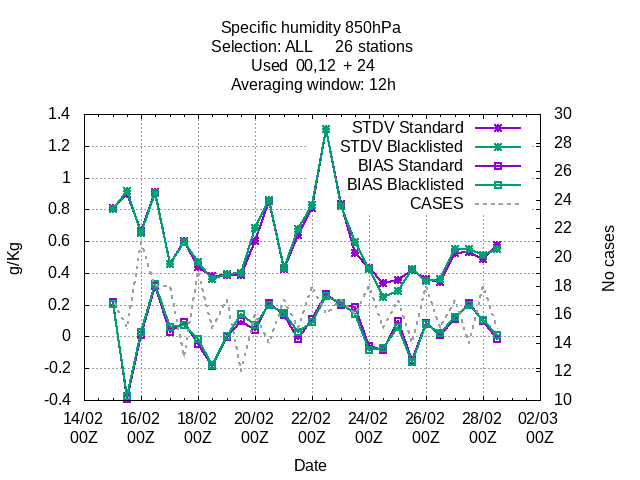 Specific humidity 850hPa
Selection: ALL     26 stations
Used  00,12  + 24
Averaging window: 12h
STDV Standard
STDV Blacklisted
BIAS Standard
BIAS Blacklisted
CASES
g/Kg
1.4
1.2
1
0.8
0.6
0.4
0.2
0
-0.2
-0.4
30
28
26
24
22
20
18
16
14
12
10
No cases
14/02 16/02 18/02 20/02 22/02 24/02 26/02 28/02 02/03
00Z 00Z 00Z 00Z 00Z 00Z 00Z 00Z 00Z
Date